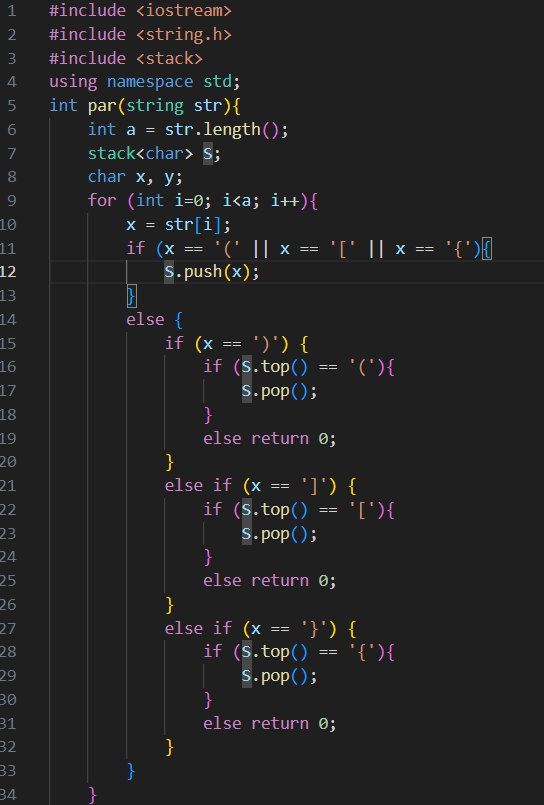 1 #include <iostream>
2 #include <string.h>
3 #include <stack>
4 using namespace std;
5 int par(string str){
6     int a = str.length();
7     stack<char> S;
8     char x, y;
9     for (int i=0; i<a; i++){
10         x = str[i];
11         if (x == '(' || x == '[' || x == '{'){
12             S.push(x);
13         }
14         else {
15             if (x == ')') {
16                 if (S.top() == '('){
17                     S.pop();
18                 }
19                 else return 0;
20             }
21             else if (x == ']') {
22                 if (S.top() == '['){
23                     S.pop();
24                 }
25                 else return 0;
26             }
27             else if (x == '}') {
28                 if (S.top() == '{'){
29                     S.pop();
30                 }
31                 else return 0;
32             }
33         }
34     }